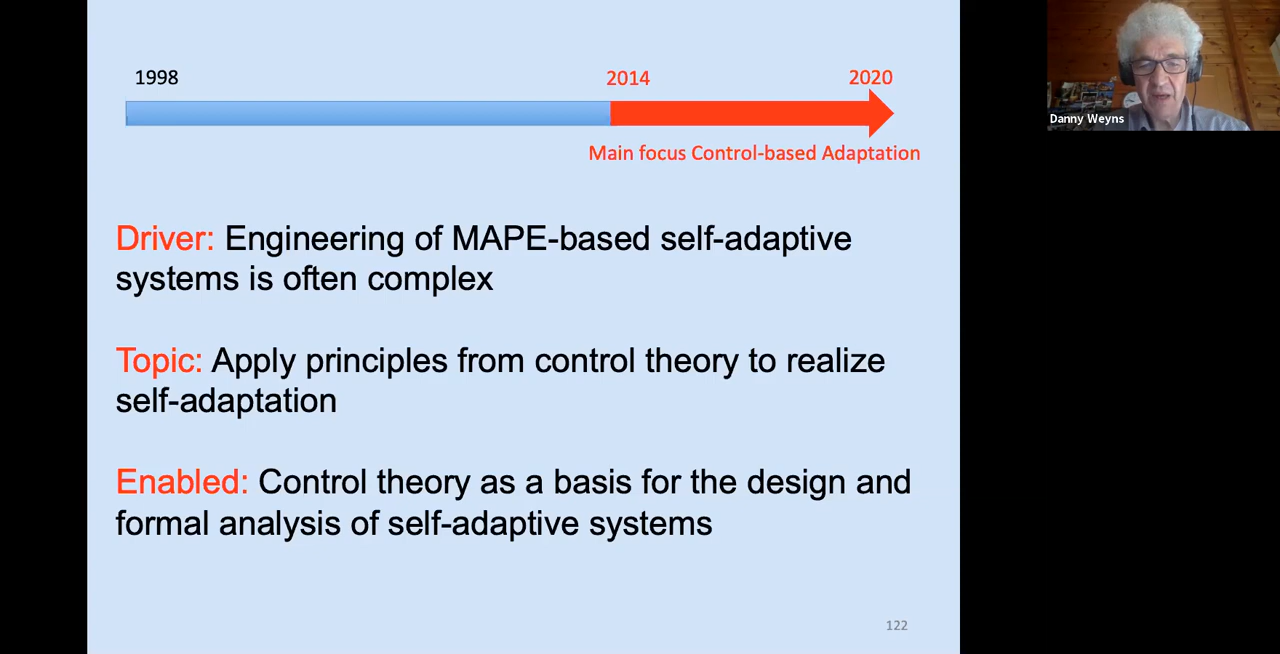 1998
2014
2020
Main focus Control-based Adaptation
Danny Weyns
Driver: Engineering of MAPE-based self-adaptive
systems is often complex
Topic: Apply principles from control theory to realize
self-adaptation
Enabled: Control theory as a basis for the design and
formal analysis of self-adaptive systems
122